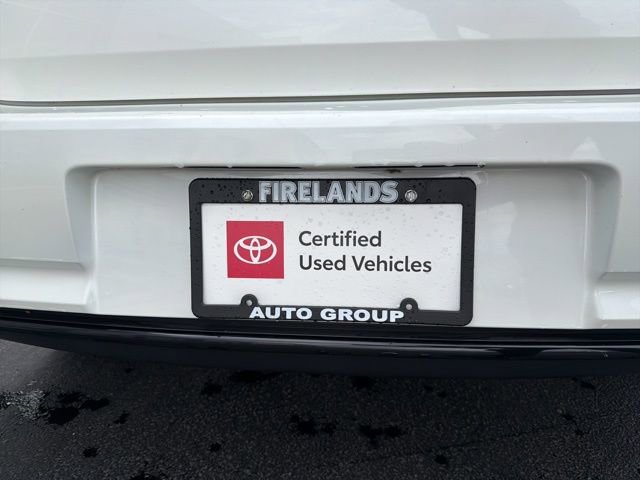 FIRELANDS
Certified
Used Vehicles
AUTO GROUP